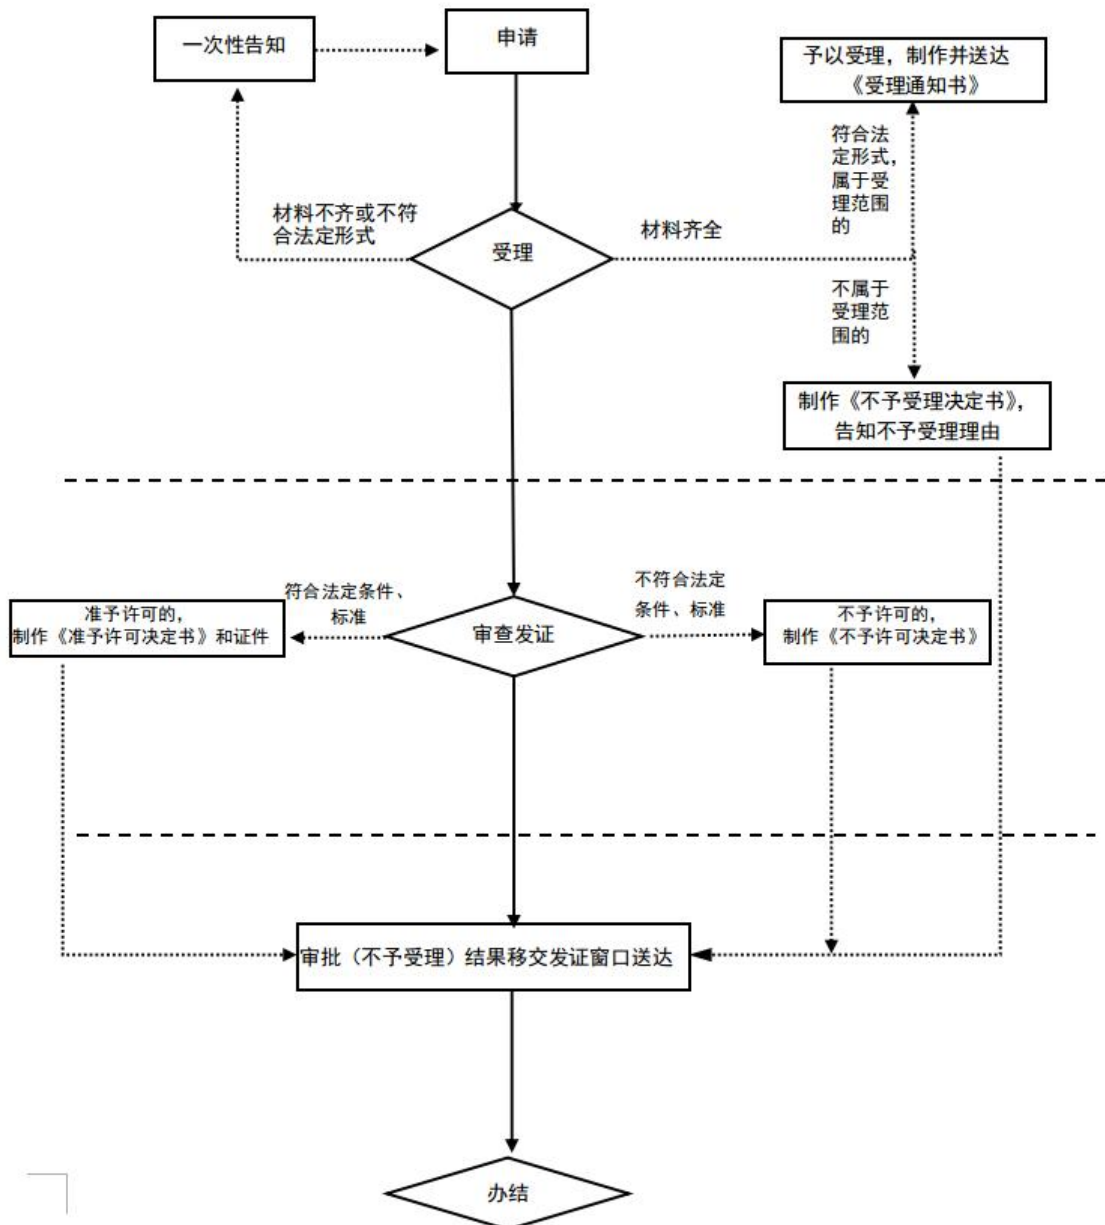 一次性告知
申请
予以受理，制作并送达
《受理通知书》
符合法
定形式，
属于受
理范围
的
材料不齐或不符
合法定形式
受理
材料齐全
不属于
受理范
围的
制作《不予受理决定书》，
告知不予受理理由
符合法定条件、
标准
不符合法定
条件、标准
准予许可的，
制作《准予许可决定书》和证件
审查发证
不予许可的，
制作《不予许可决定书》
审批（不予受理）结果移交发证窗口送达
办结